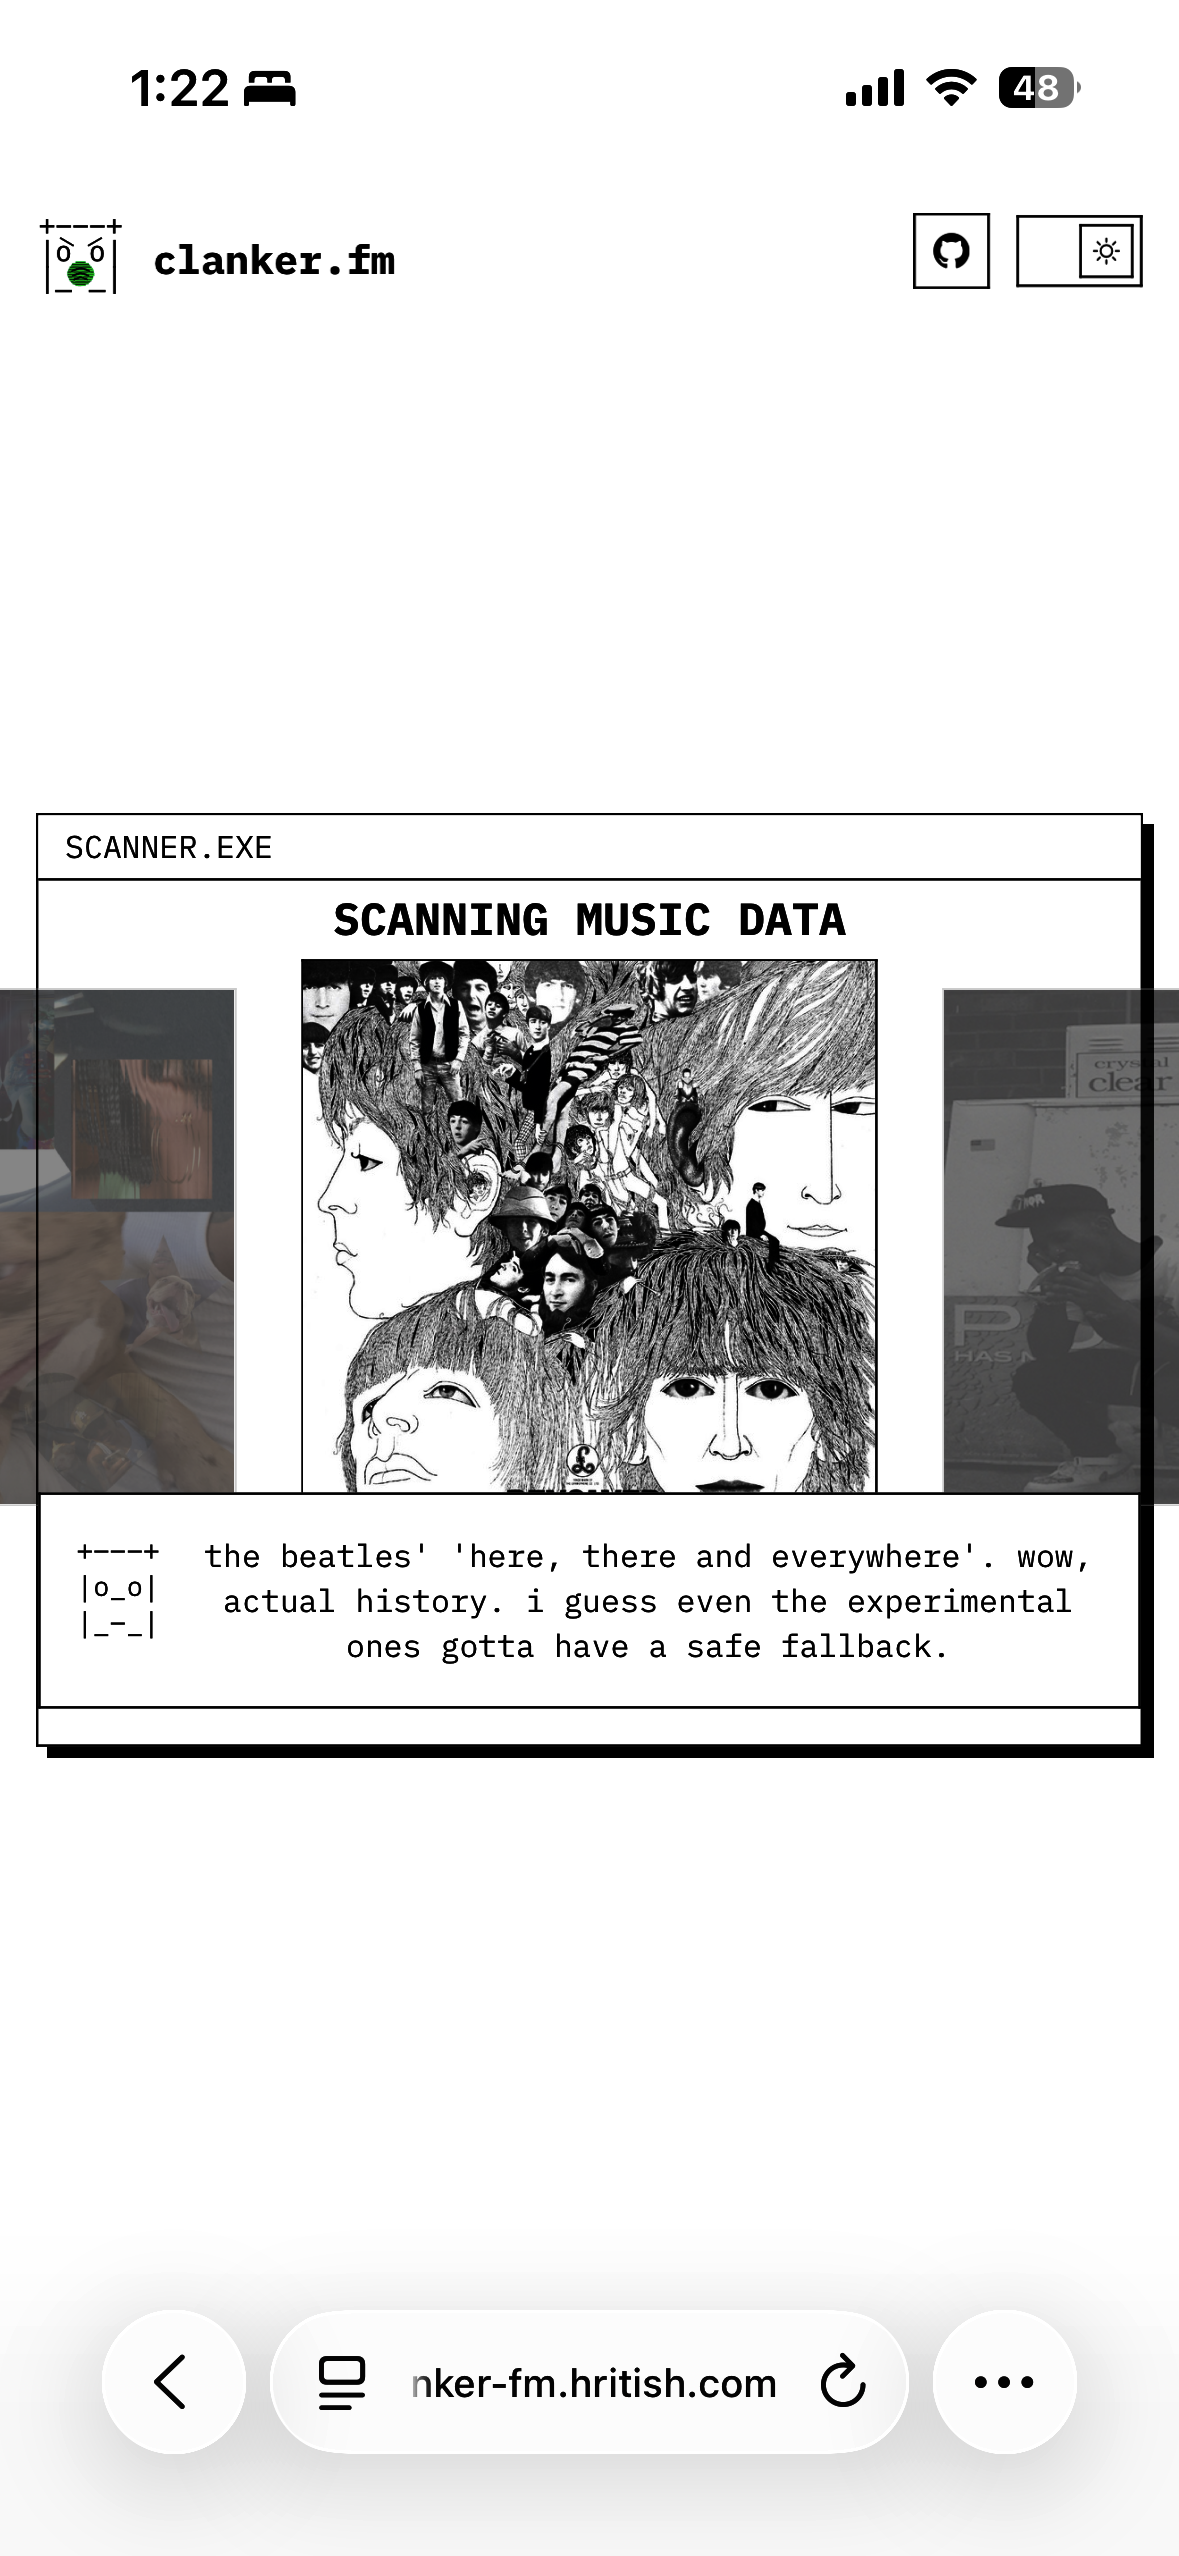 1:22
48
+---+
clanker.fm
SCANNER.EXE
SCANNING MUSIC DATA
crystal
clear
HAS
+---+
|o_o|
|_-_|
the beatles' 'here, there and everywhere'. wow,
actual history. i guess even the experimental
ones gotta have a safe fallback.
nker-fm.hritish.com